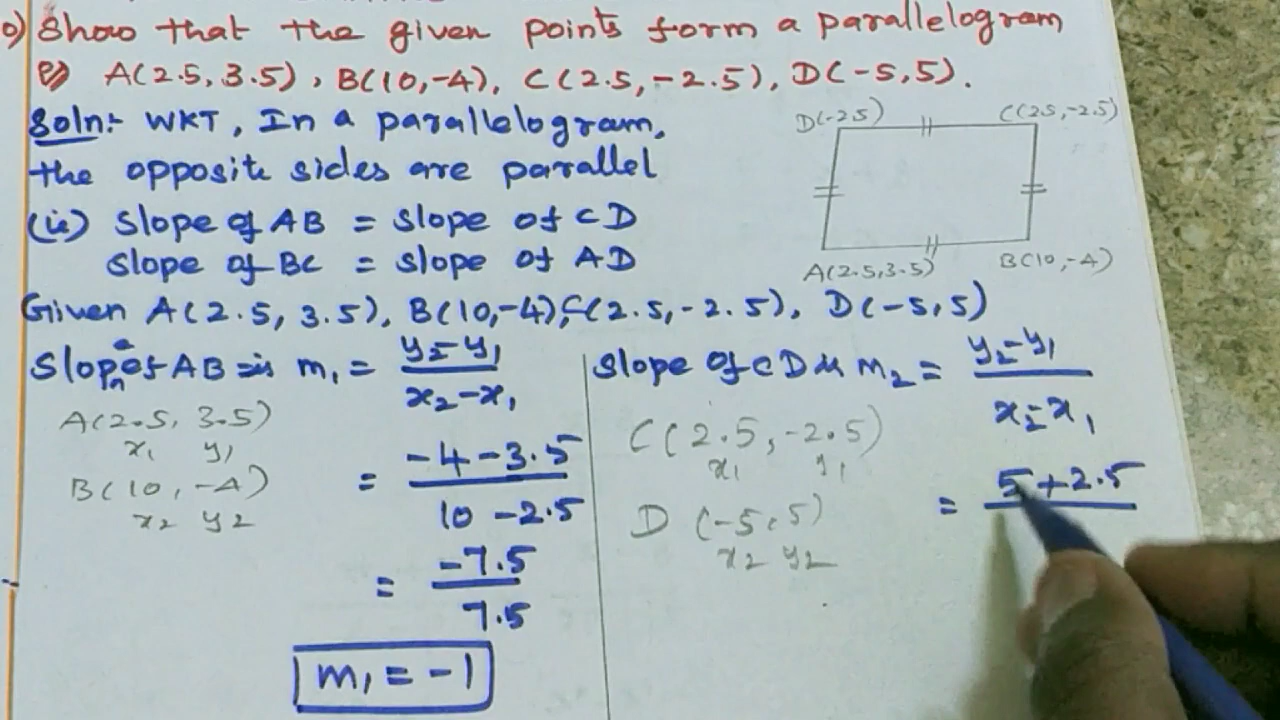 9) Show that the given points form a parallelogram
A(2.5, 3.5), B(10,-4), C(2.5,-2.5), D(-5,5).
Soln:- WKT, In a parallelogram,
the opposite sides are parallel
(ie) Slope of AB = slope of CD
Slope of BC = slope of AD
D(-25)
C(25,-2.5)
A(2.5,3.5)
B(10,-4)
Given A(2.5, 3.5), B(10,-4), C(2.5,-2.5), D(-5,5)
Slope of AB is m₁ = y₂-y₁
x₂-x₁
A(2.5, 3.5)
x₁ y₁
B(10,-4)
x₂ y₂
= -4-3.5
10-2.5
= -7.5
7.5
m₁ = -1
Slope of CD is m₂ = y₂-y₁
x₂-x₁
C(2.5,-2.5)
x₁ y₁
D(-5,5)
x₂ y₂
= 5+2.5